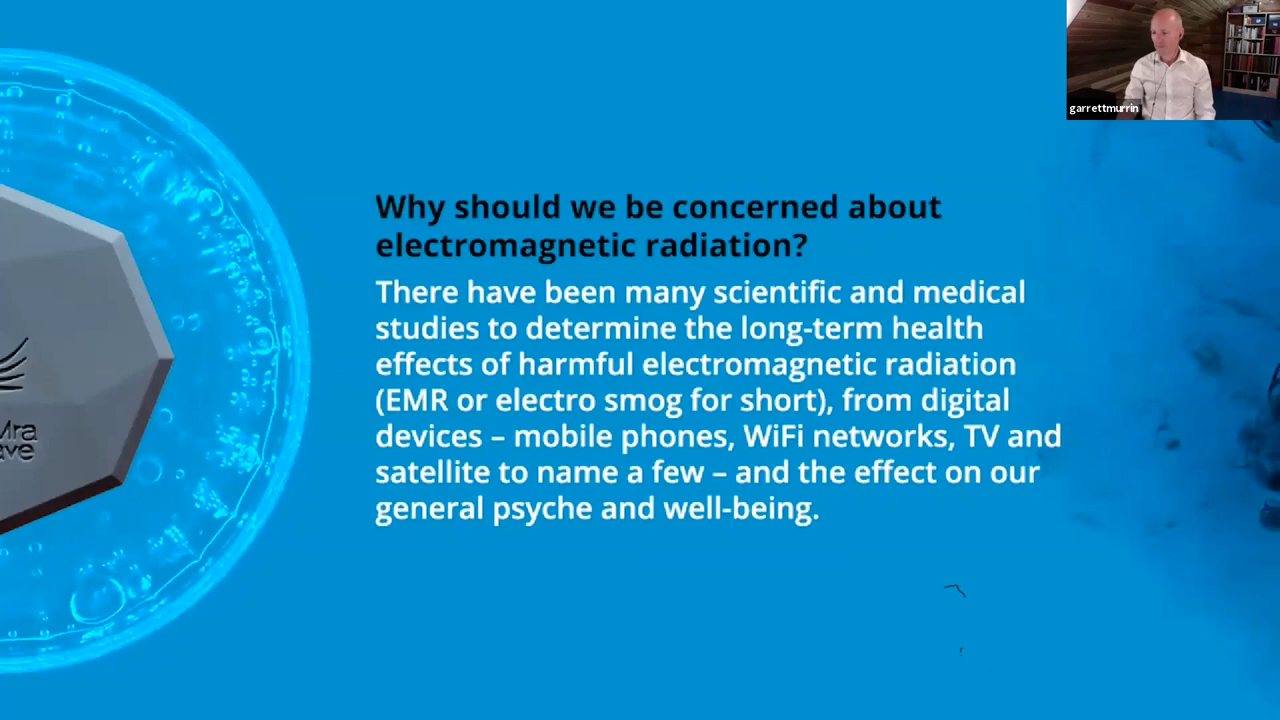 garrettmurrin
Why should we be concerned about
electromagnetic radiation?
There have been many scientific and medical
studies to determine the long-term health
effects of harmful electromagnetic radiation
(EMR or electro smog for short), from digital
devices – mobile phones, WiFi networks, TV and
satellite to name a few – and the effect on our
general psyche and well-being.